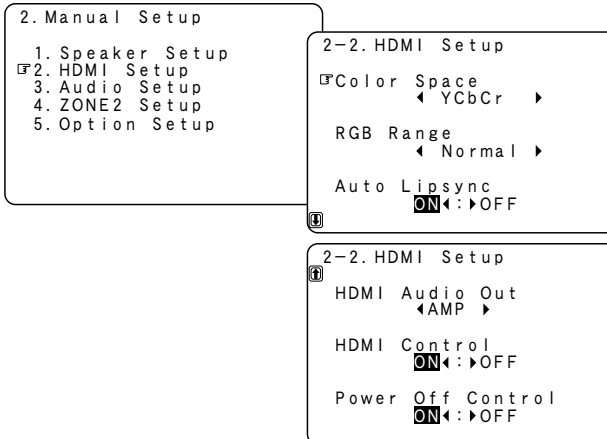 2.Manual Setup
1.Speaker Setup
☞2.HDMI Setup
3.Audio Setup
4.ZONE2 Setup
5.Option Setup
2−2.HDMI Setup
☞Color Space
◀ YCbCr ▶
RGB Range
◀ Normal ▶
Auto Lipsync
ON◀:▶OFF
2−2.HDMI Setup
HDMI Audio Out
◀AMP ▶
HDMI Control
ON◀:▶OFF
Power Off Control
ON◀:▶OFF